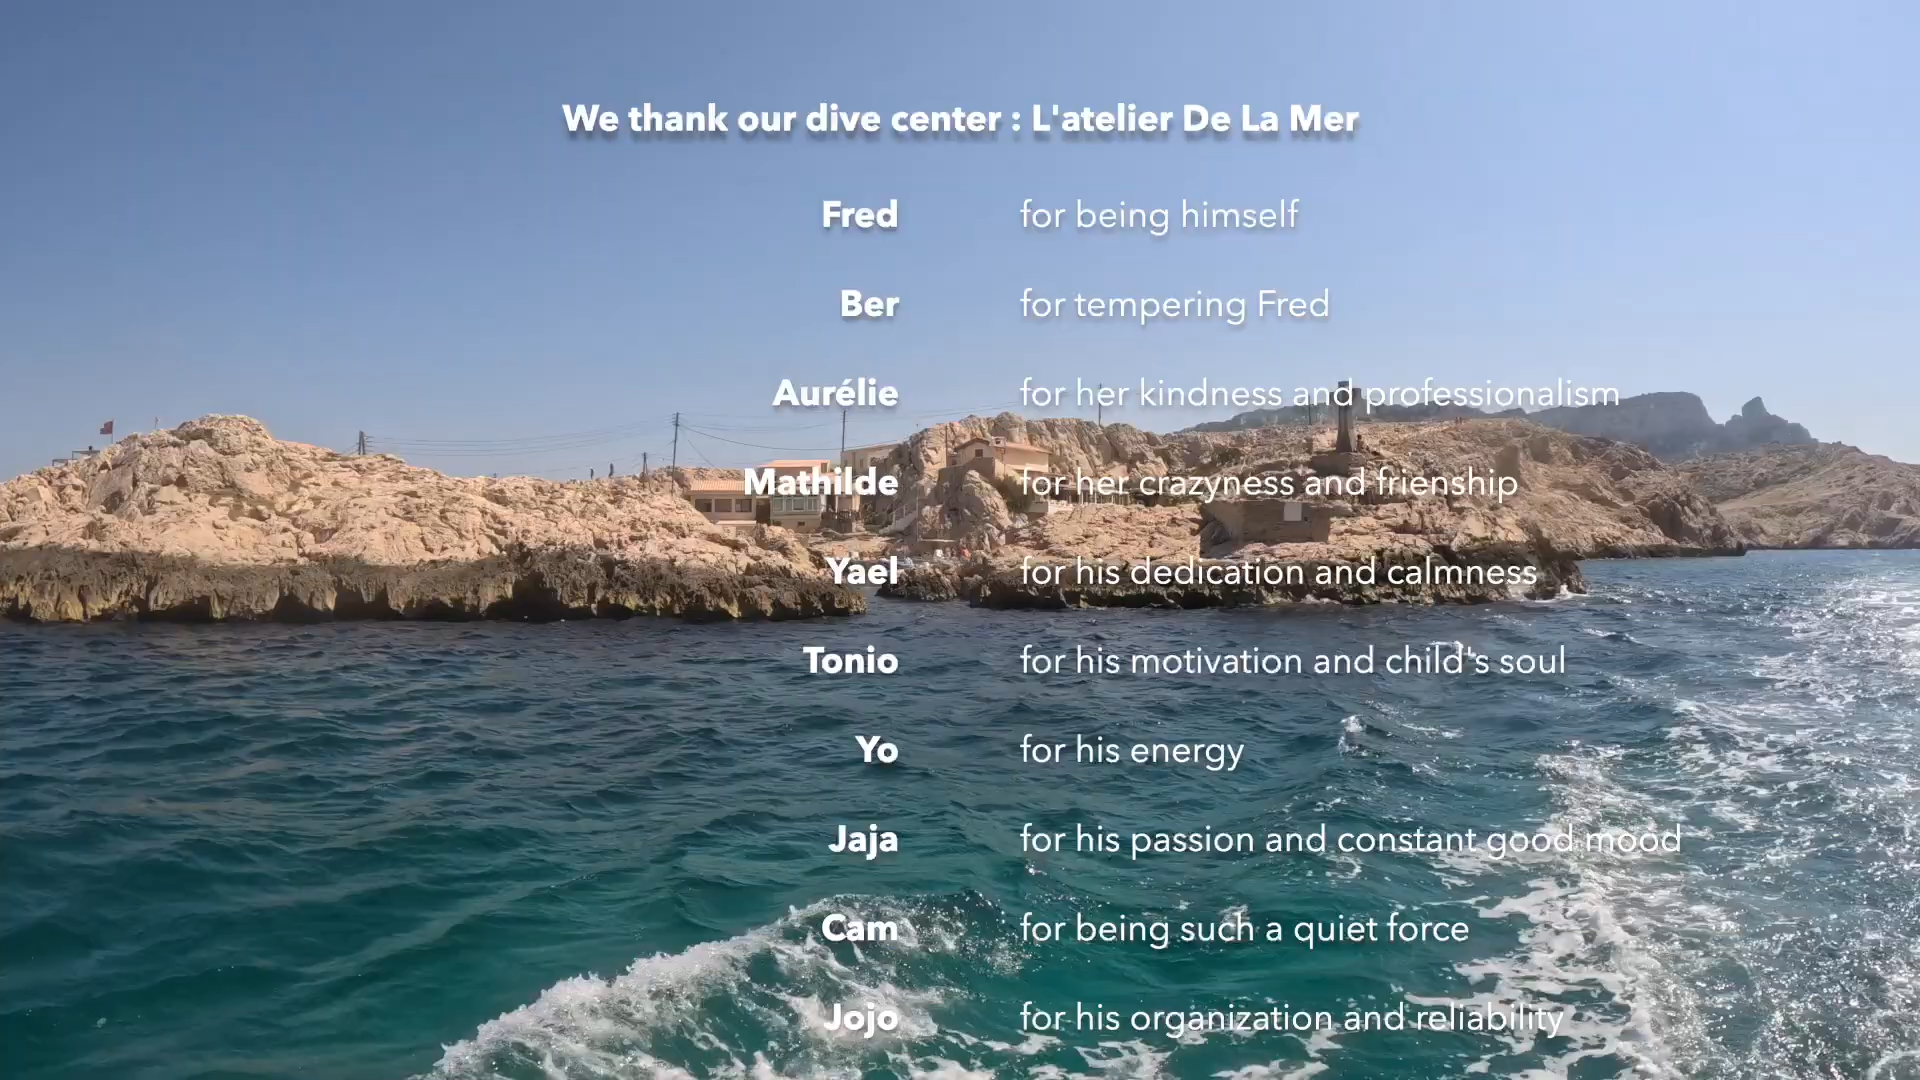 We thank our dive center : L'atelier De La Mer
Fred for being himself
Ber for tempering Fred
Aurélie for her kindness and professionalism
Mathilde for her crazyness and frienship
Yael for his dedication and calmness
Tonio for his motivation and child's soul
Yo for his energy
Jaja for his passion and constant good mood
Cam for being such a quiet force
Jojo for his organization and reliability